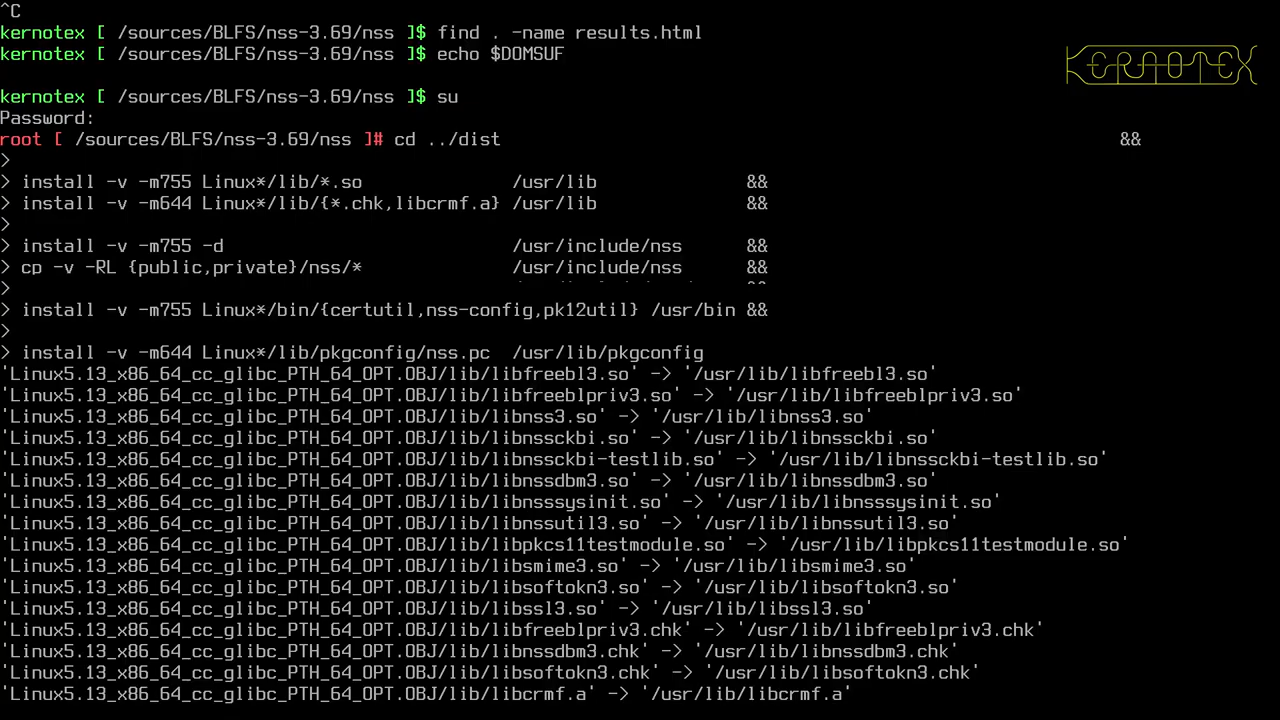 ^C
kernotex [ /sources/BLFS/nss-3.69/nss ]$ find . -name results.html
kernotex [ /sources/BLFS/nss-3.69/nss ]$ echo $DOMSUF
KERNOTEX
kernotex [ /sources/BLFS/nss-3.69/nss ]$ su
Password:
root [ /sources/BLFS/nss-3.69/nss ]# cd ../dist &&
>
> install -v -m755 Linux*/lib/*.so /usr/lib &&
> install -v -m644 Linux*/lib/{*.chk,libcrmf.a} /usr/lib &&
>
> install -v -m755 -d /usr/include/nss &&
> cp -v -RL {public,private}/nss/* /usr/include/nss &&
>
> install -v -m755 Linux*/bin/{certutil,nss-config,pk12util} /usr/bin &&
>
> install -v -m644 Linux*/lib/pkgconfig/nss.pc /usr/lib/pkgconfig
'Linux5.13_x86_64_cc_glibc_PTH_64_OPT.OBJ/lib/libfreebl3.so' -> '/usr/lib/libfreebl3.so'
'Linux5.13_x86_64_cc_glibc_PTH_64_OPT.OBJ/lib/libfreeblpriv3.so' -> '/usr/lib/libfreeblpriv3.so'
'Linux5.13_x86_64_cc_glibc_PTH_64_OPT.OBJ/lib/libnss3.so' -> '/usr/lib/libnss3.so'
'Linux5.13_x86_64_cc_glibc_PTH_64_OPT.OBJ/lib/libnssckbi.so' -> '/usr/lib/libnssckbi.so'
'Linux5.13_x86_64_cc_glibc_PTH_64_OPT.OBJ/lib/libnssckbi-testlib.so' -> '/usr/lib/libnssckbi-testlib.so'
'Linux5.13_x86_64_cc_glibc_PTH_64_OPT.OBJ/lib/libnssdbm3.so' -> '/usr/lib/libnssdbm3.so'
'Linux5.13_x86_64_cc_glibc_PTH_64_OPT.OBJ/lib/libnsssysinit.so' -> '/usr/lib/libnsssysinit.so'
'Linux5.13_x86_64_cc_glibc_PTH_64_OPT.OBJ/lib/libnssutil3.so' -> '/usr/lib/libnssutil3.so'
'Linux5.13_x86_64_cc_glibc_PTH_64_OPT.OBJ/lib/libpkcs11testmodule.so' -> '/usr/lib/libpkcs11testmodule.so'
'Linux5.13_x86_64_cc_glibc_PTH_64_OPT.OBJ/lib/libsmime3.so' -> '/usr/lib/libsmime3.so'
'Linux5.13_x86_64_cc_glibc_PTH_64_OPT.OBJ/lib/libsoftokn3.so' -> '/usr/lib/libsoftokn3.so'
'Linux5.13_x86_64_cc_glibc_PTH_64_OPT.OBJ/lib/libssl3.so' -> '/usr/lib/libssl3.so'
'Linux5.13_x86_64_cc_glibc_PTH_64_OPT.OBJ/lib/libfreeblpriv3.chk' -> '/usr/lib/libfreeblpriv3.chk'
'Linux5.13_x86_64_cc_glibc_PTH_64_OPT.OBJ/lib/libnssdbm3.chk' -> '/usr/lib/libnssdbm3.chk'
'Linux5.13_x86_64_cc_glibc_PTH_64_OPT.OBJ/lib/libsoftokn3.chk' -> '/usr/lib/libsoftokn3.chk'
'Linux5.13_x86_64_cc_glibc_PTH_64_OPT.OBJ/lib/libcrmf.a' -> '/usr/lib/libcrmf.a'